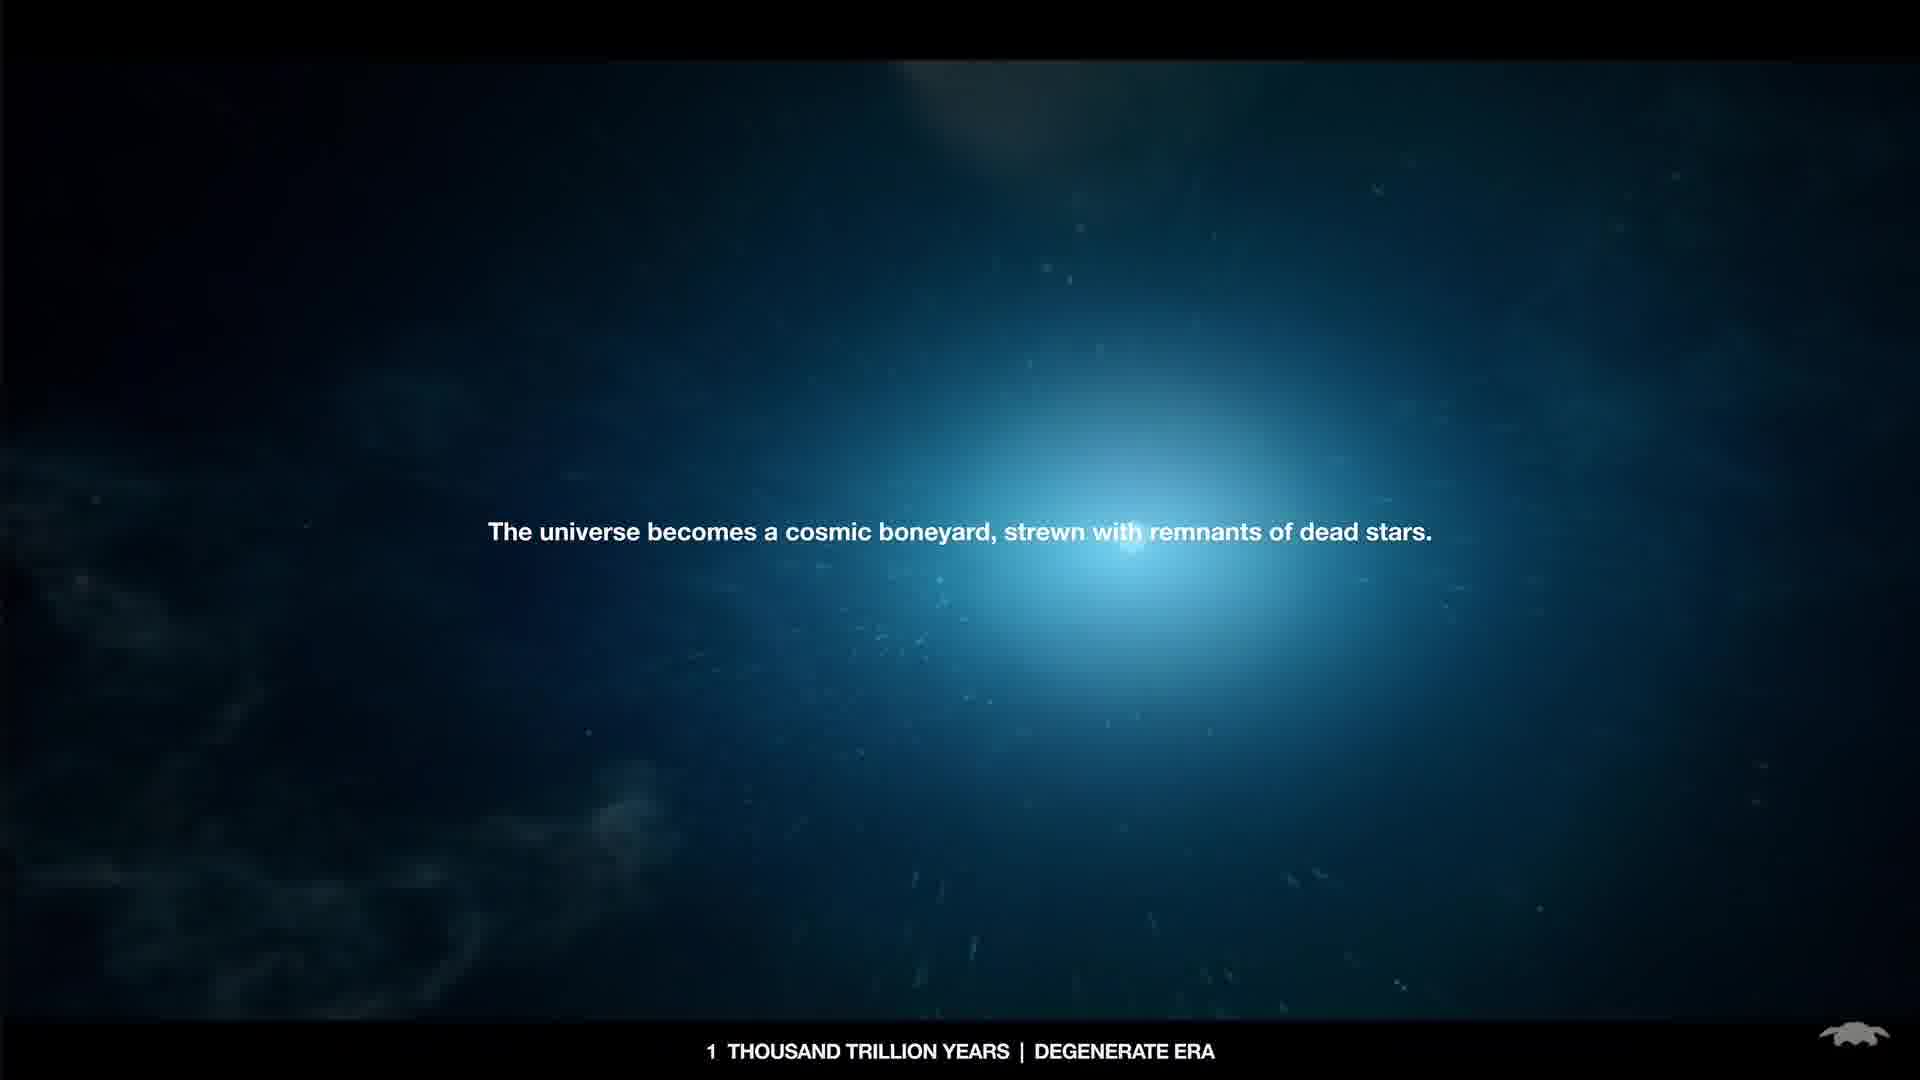 The universe becomes a cosmic boneyard, strewn with remnants of dead stars.
1 THOUSAND TRILLION YEARS | DEGENERATE ERA